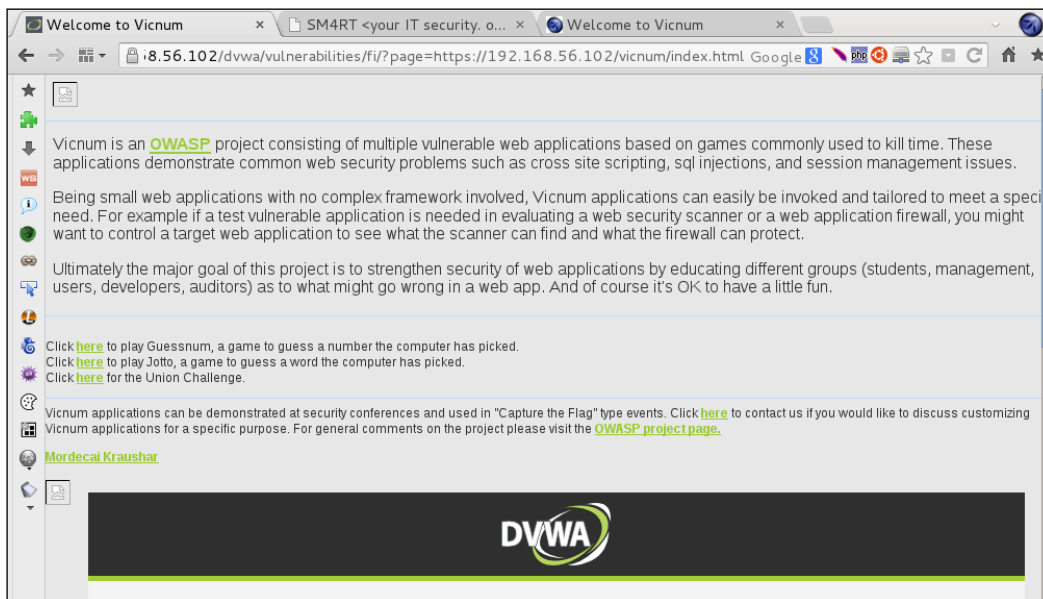 Welcome to Vicnum
SM4RT <your IT security. o...
Welcome to Vicnum
8.56.102/dvwa/vulnerabilities/fi/?page=https://192.168.56.102/vicnum/index.html Google 8 php
WS
Vicnum is an OWASP project consisting of multiple vulnerable web applications based on games commonly used to kill time. These
applications demonstrate common web security problems such as cross site scripting, sql injections, and session management issues.
Being small web applications with no complex framework involved, Vicnum applications can easily be invoked and tailored to meet a speci
need. For example if a test vulnerable application is needed in evaluating a web security scanner or a web application firewall, you might
want to control a target web application to see what the scanner can find and what the firewall can protect.
Ultimately the major goal of this project is to strengthen security of web applications by educating different groups (students, management,
users, developers, auditors) as to what might go wrong in a web app. And of course it's OK to have a little fun.
Click here to play Guessnum, a game to guess a number the computer has picked.
Click here to play Jotto, a game to guess a word the computer has picked.
Click here for the Union Challenge.
Vicnum applications can be demonstrated at security conferences and used in "Capture the Flag" type events. Click here to contact us if you would like to discuss customizing
Vicnum applications for a specific purpose. For general comments on the project please visit the OWASP project page.
Mordecai Kraushar
DVWA